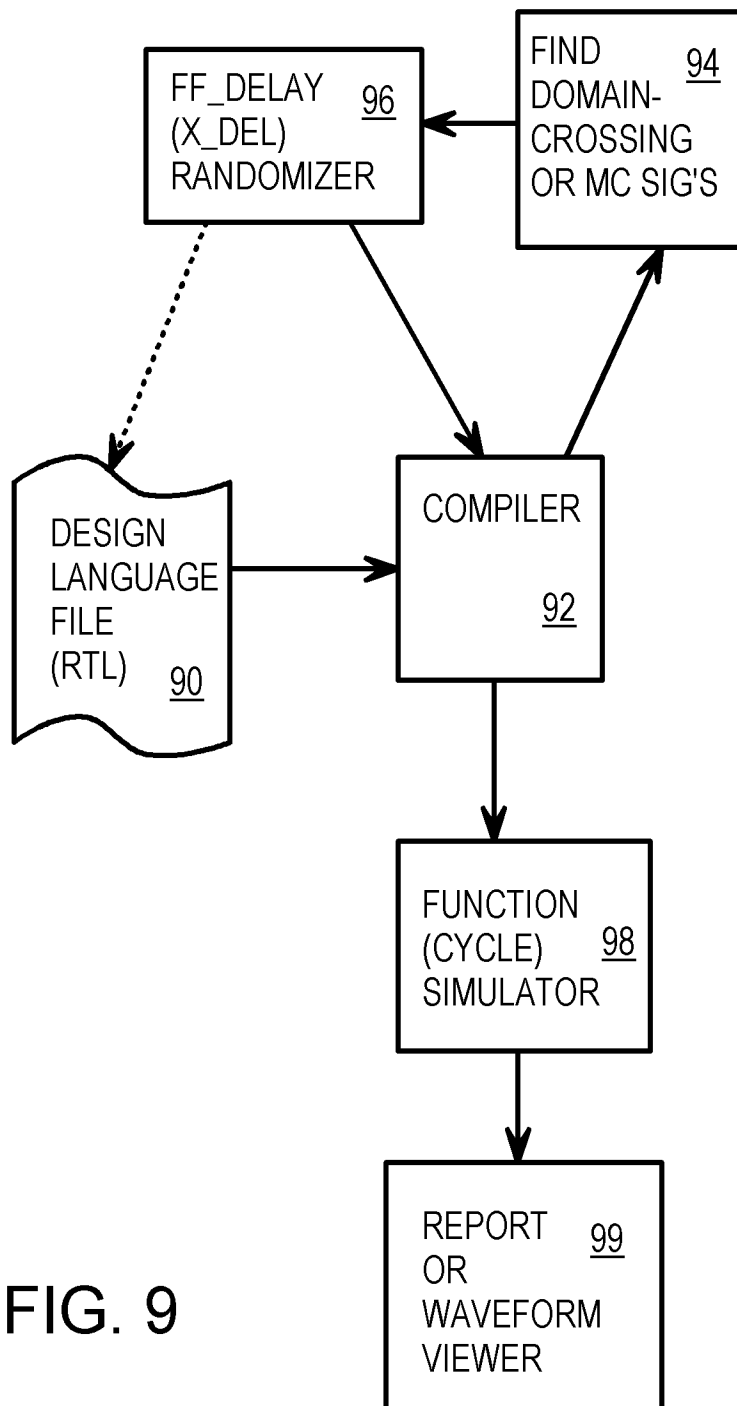 FF_DELAY
(X_DEL)
RANDOMIZER
96
FIND
DOMAIN-
CROSSING
OR MC SIG'S
94
DESIGN
LANGUAGE
FILE
(RTL)
90
COMPILER
92
FUNCTION
(CYCLE)
SIMULATOR
98
REPORT
OR
WAVEFORM
VIEWER
99
FIG. 9